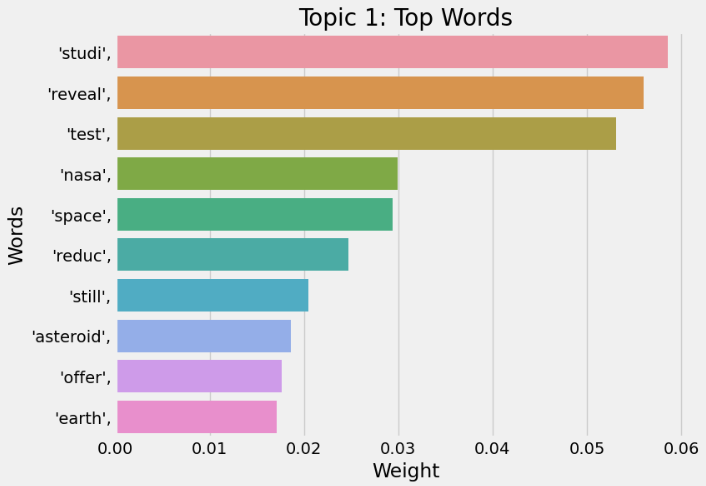 Topic 1: Top Words
'studi',
'reveal',
'test',
'nasa',
'space',
'reduc',
'still',
'asteroid',
'offer',
'earth',
Words
0.00 0.01 0.02 0.03 0.04 0.05 0.06
Weight